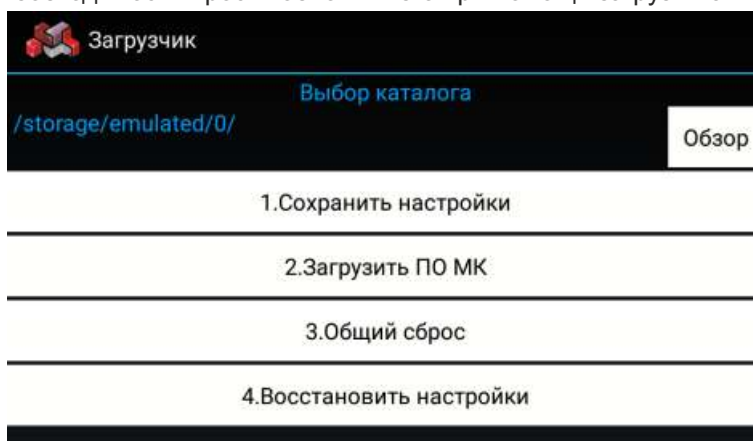 Загрузчик
Выбор каталога
/storage/emulated/0/
Обзор
1.Сохранить настройки
2.Загрузить ПО МК
3.Общий сброс
4.Восстановить настройки